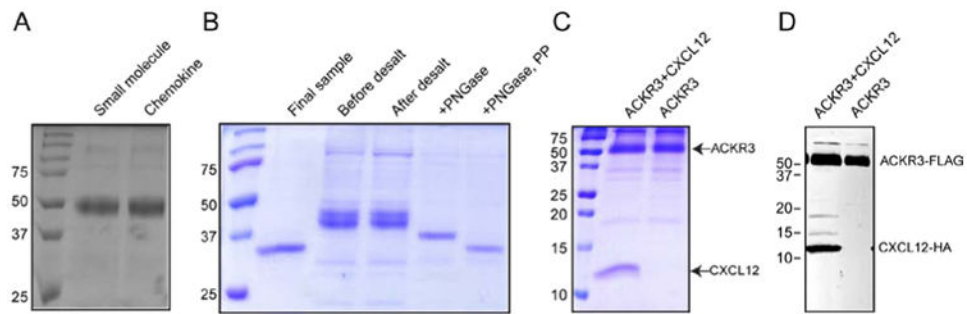 A
Small molecule
Chemokine
75
50
37
25
B
Final sample
Before desalt
After desalt
+PNGase
+PNGase, PP
75
50
37
25
C
ACKR3+CXCL12
ACKR3
75
50
37
25
20
15
10
ACKR3
CXCL12
D
ACKR3+CXCL12
ACKR3
50
37
20
15
10
ACKR3-FLAG
CXCL12-HA